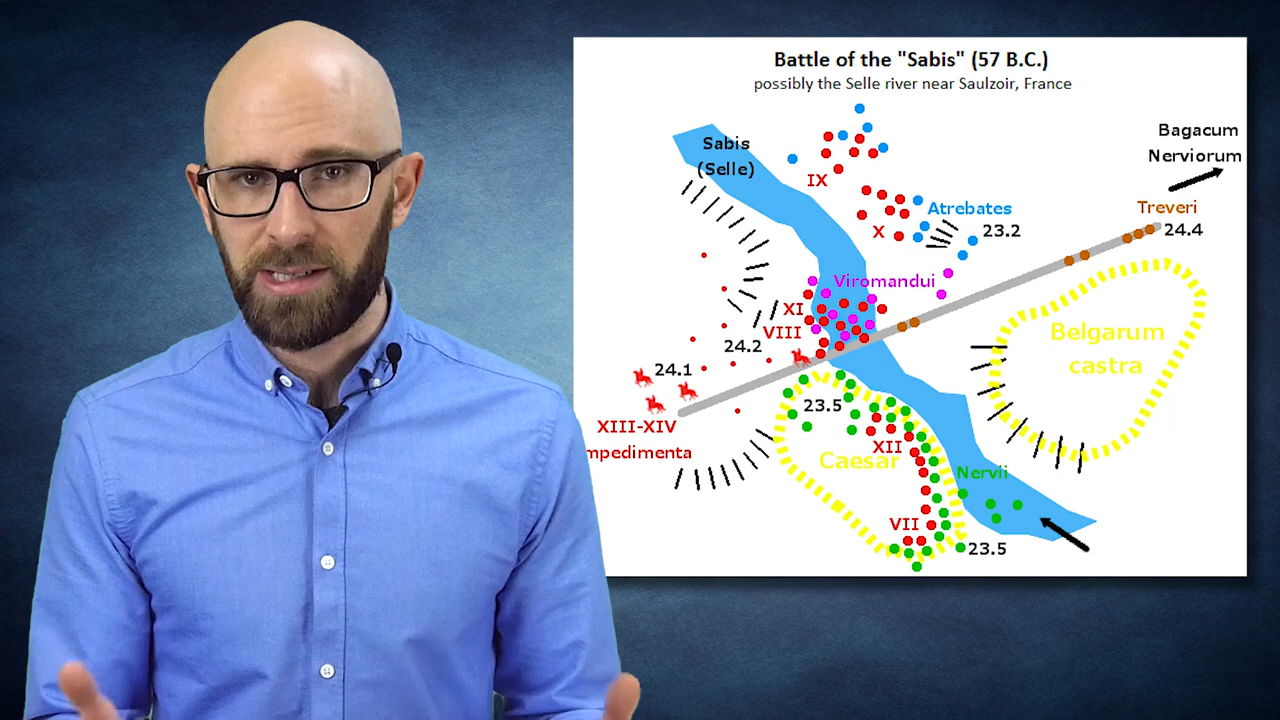 Battle of the "Sabis" (57 B.C.)
possibly the Selle river near Saulzoir, France
Sabis
(Selle)
Bagacum
Nerviorum
IX
Treveri
Atrebates
X
23.2
24.4
Viromandui
XI
VIII
Belgarum
castra
24.2
24.1
23.5
XIII-XIV
mpedimenta
XII
Caesar
Nervii
VII
23.5